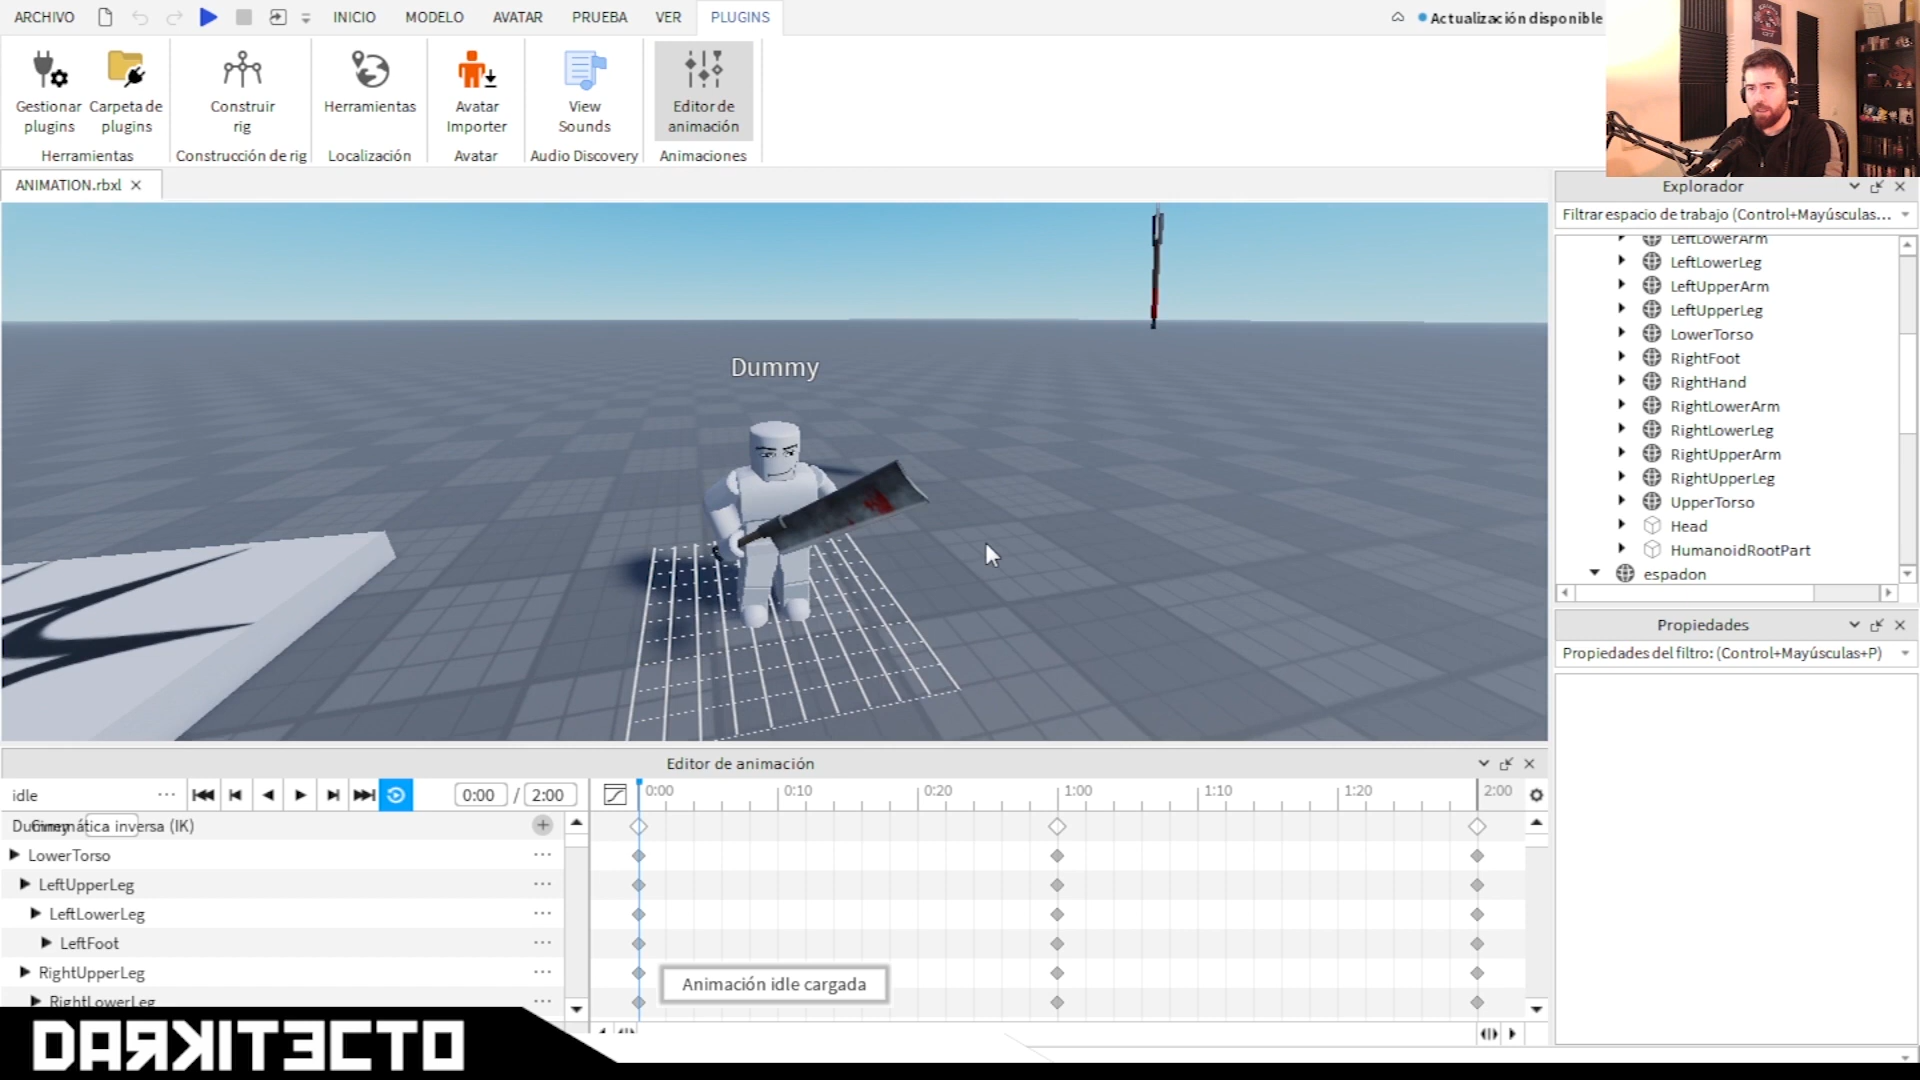 ARCHIVO INICIO MODELO AVATAR PRUEBA VER PLUGINS Actualización disponible
Gestionar plugins
Carpeta de plugins
Construir rig
Herramientas
Avatar Importer
View Sounds
Editor de animación
Herramientas Construcción de rig Localización Avatar Audio Discovery Animaciones
ANIMATION.rbxl
Dummy
Explorador
Filtrar espacio de trabajo (Control+Mayúsculas...
LeftLowerArm
LeftLowerLeg
LeftUpperArm
LeftUpperLeg
LowerTorso
RightFoot
RightHand
RightLowerArm
RightLowerLeg
RightUpperArm
RightUpperLeg
UpperTorso
Head
HumanoidRootPart
espadon
Propiedades
Propiedades del filtro: (Control+Mayúsculas+P)
Editor de animación
idle ... 0:00 / 2:00 0:00 0:10 0:20 1:00 1:10 1:20 2:00
Dummy Cinemática inversa (IK)
LowerTorso ...
LeftUpperLeg ...
LeftLowerLeg ...
LeftFoot ...
RightUpperLeg ...
RightLowerLeg ...
Animación idle cargada
DARKITECTO